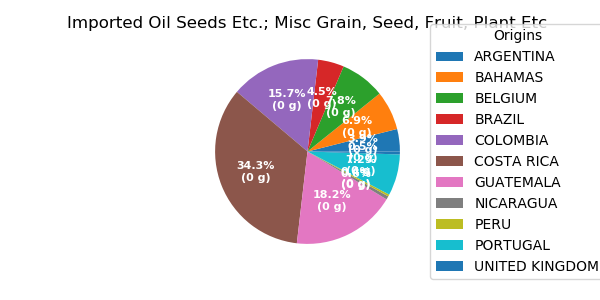 Imported Oil Seeds Etc.; Misc Grain, Seed, Fruit, Plant Etc
Origins
ARGENTINA
BAHAMAS
BELGIUM
BRAZIL
COLOMBIA
COSTA RICA
GUATEMALA
NICARAGUA
PERU
PORTUGAL
UNITED KINGDOM
4.5%
(0 g)
7.8%
(0 g)
15.7%
(0 g)
6.9%
(0 g)
34.3%
(0 g)
18.2%
(0 g)